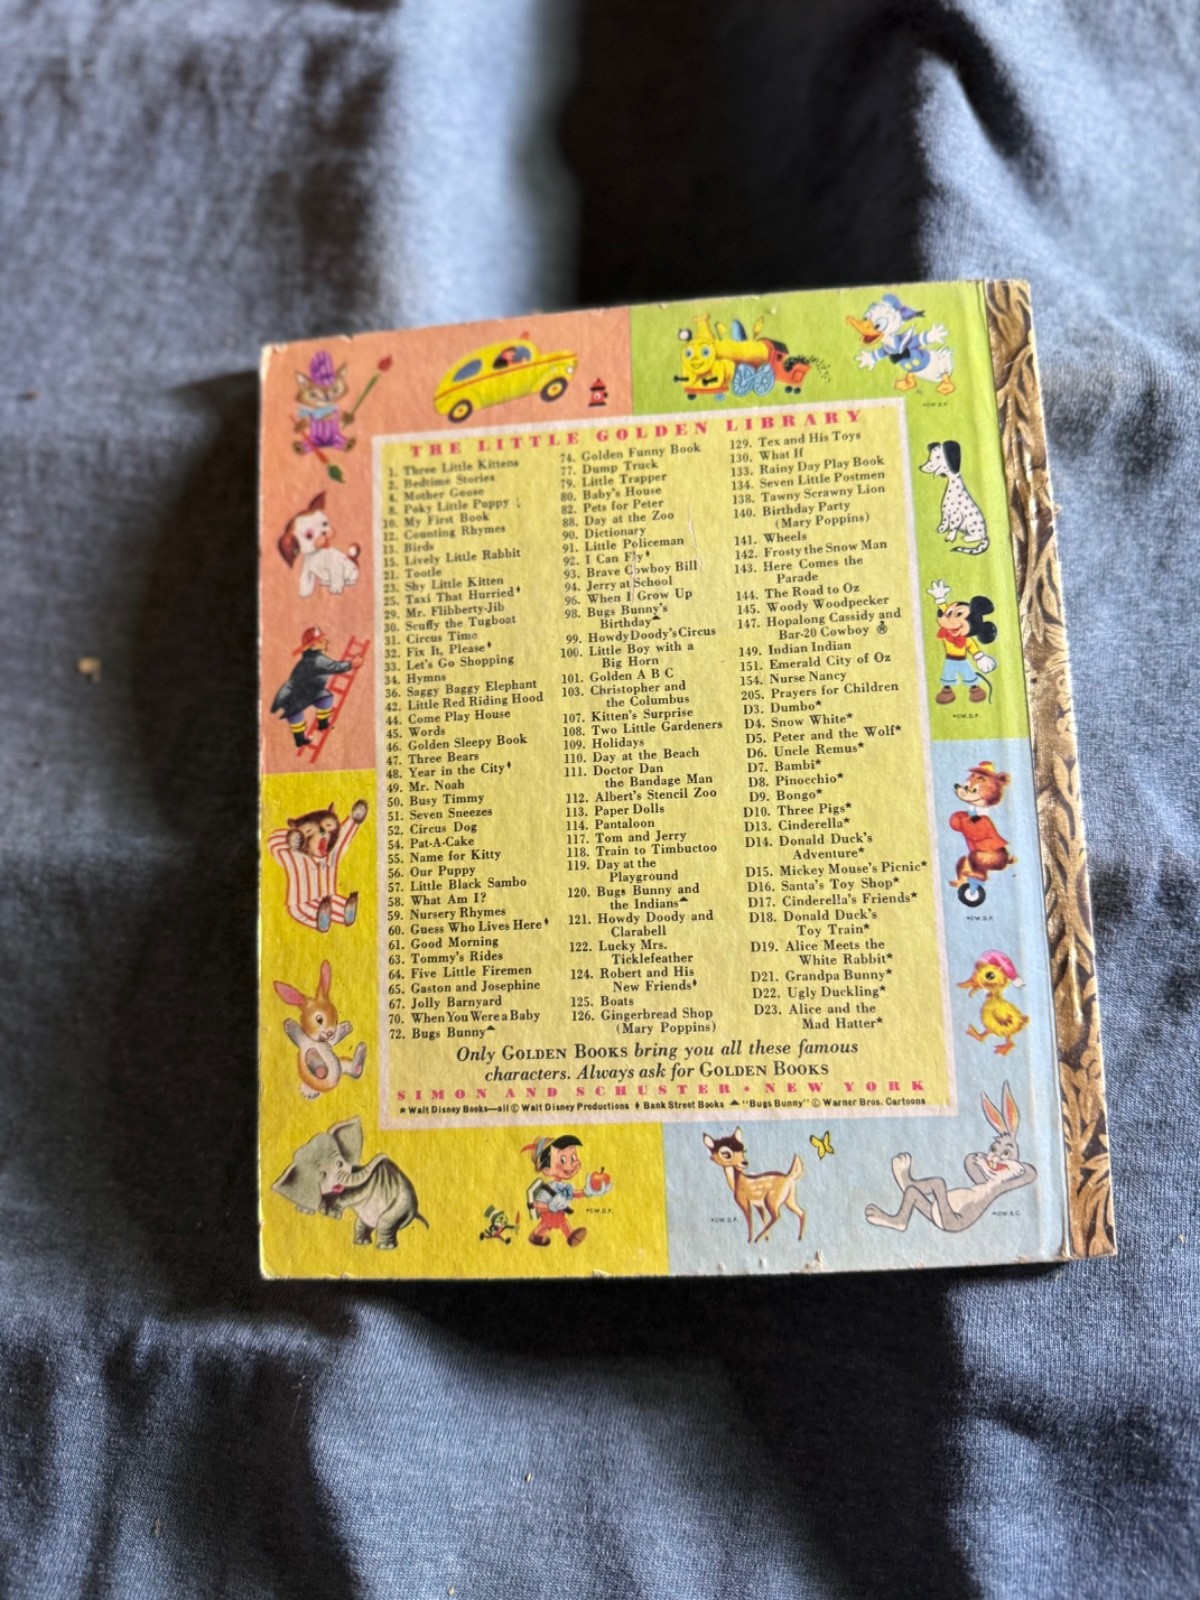 THE LITTLE GOLDEN LIBRARY
1. Three Little Kittens
2. Bedtime Stories
4. Mother Goose
8. Poky Little Puppy
10. My First Book
12. Counting Rhymes
13. Birds
15. Lively Little Rabbit
21. Tootle
23. Shy Little Kitten
25. Taxi That Hurried♦
29. Mr. Flibberty-Jib
30. Scuffy the Tugboat
31. Circus Time
32. Fix It, Please♦
33. Let's Go Shopping
34. Hymns
36. Saggy Baggy Elephant
42. Little Red Riding Hood
44. Come Play House
45. Words
46. Golden Sleepy Book
47. Three Bears
48. Year in the City♦
49. Mr. Noah
50. Busy Timmy
51. Seven Sneezes
52. Circus Dog
54. Pat-A-Cake
55. Name for Kitty
56. Our Puppy
57. Little Black Sambo
58. What Am I?
59. Nursery Rhymes
60. Guess Who Lives Here♦
61. Good Morning
63. Tommy's Rides
64. Five Little Firemen
65. Gaston and Josephine
67. Jolly Barnyard
70. When You Were a Baby
72. Bugs Bunny▲
74. Golden Funny Book
77. Dump Truck
79. Little Trapper
80. Baby's House
82. Pets for Peter
88. Day at the Zoo
90. Dictionary
91. Little Policeman
92. I Can Fly♦
93. Brave Cowboy Bill
94. Jerry at School
96. When I Grow Up
98. Bugs Bunny's
Birthday▲
99. Howdy Doody's Circus
100. Little Boy with a
Big Horn
101. Golden A B C
103. Christopher and
the Columbus
107. Kitten's Surprise
108. Two Little Gardeners
109. Holidays
110. Day at the Beach
111. Doctor Dan
the Bandage Man
112. Albert's Stencil Zoo
113. Paper Dolls
114. Pantaloon
117. Tom and Jerry
118. Train to Timbuctoo
119. Day at the
Playground
120. Bugs Bunny and
the Indians▲
121. Howdy Doody and
Clarabell
122. Lucky Mrs.
Ticklefeather
124. Robert and His
New Friends♦
125. Boats
126. Gingerbread Shop
(Mary Poppins)
129. Tex and His Toys
130. What If
133. Rainy Day Play Book
134. Seven Little Postmen
138. Tawny Scrawny Lion
140. Birthday Party
(Mary Poppins)
141. Wheels
142. Frosty the Snow Man
143. Here Comes the
Parade
144. The Road to Oz
145. Woody Woodpecker
147. Hopalong Cassidy and
Bar-20 Cowboy
149. Indian Indian
151. Emerald City of Oz
154. Nurse Nancy
205. Prayers for Children
D3. Dumbo*
D4. Snow White*
D5. Peter and the Wolf*
D6. Uncle Remus*
D7. Bambi*
D8. Pinocchio*
D9. Bongo*
D10. Three Pigs*
D13. Cinderella*
D14. Donald Duck's
Adventure*
D15. Mickey Mouse's Picnic*
D16. Santa's Toy Shop*
D17. Cinderella's Friends*
D18. Donald Duck's
Toy Train*
D19. Alice Meets the
White Rabbit*
D21. Grandpa Bunny*
D22. Ugly Duckling*
D23. Alice and the
Mad Hatter*
Only GOLDEN BOOKS bring you all these famous
characters. Always ask for GOLDEN BOOKS
SIMON AND SCHUSTER • NEW YORK
* Walt Disney Books—all © Walt Disney Productions ♦ Bank Street Books ▲ "Bugs Bunny" © Warner Bros. Cartoons
©W.D.P.
©W.D.P.
©W.D.P.
©W.D.P.
©W.D.P.